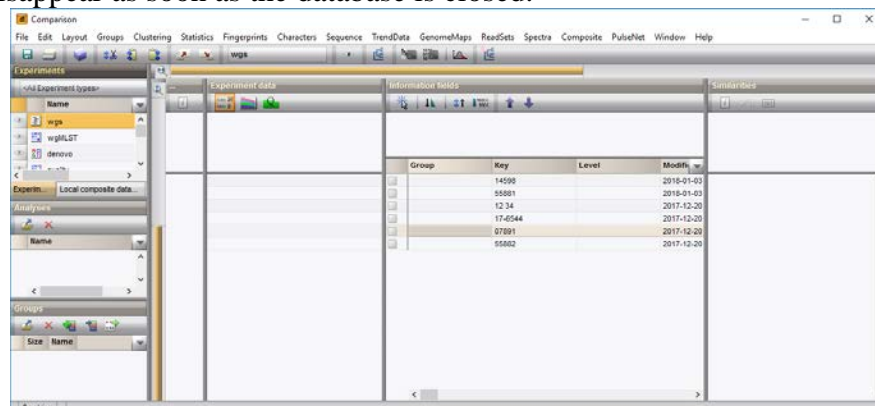 disappear as soon as the database is closed.
Comparison
File Edit Layout Groups Clustering Statistics Fingerprints Characters Sequence TrendData GenomeMaps ReadSets Spectra Composite PulseNet Window Help
wgs
Experiments
<All Experiment types>
Name
wgs
wgMLST
denovo
quality
Experim... Local composite data...
Analyses
Name
Groups
Size Name
...
Experiment data
Information fields
Group Key Level Modifi
14598 2018-01-03
55881 2018-01-03
12 34 2017-12-20
17-6544 2017-12-20
07891 2017-12-20
55882 2017-12-20
Similarities